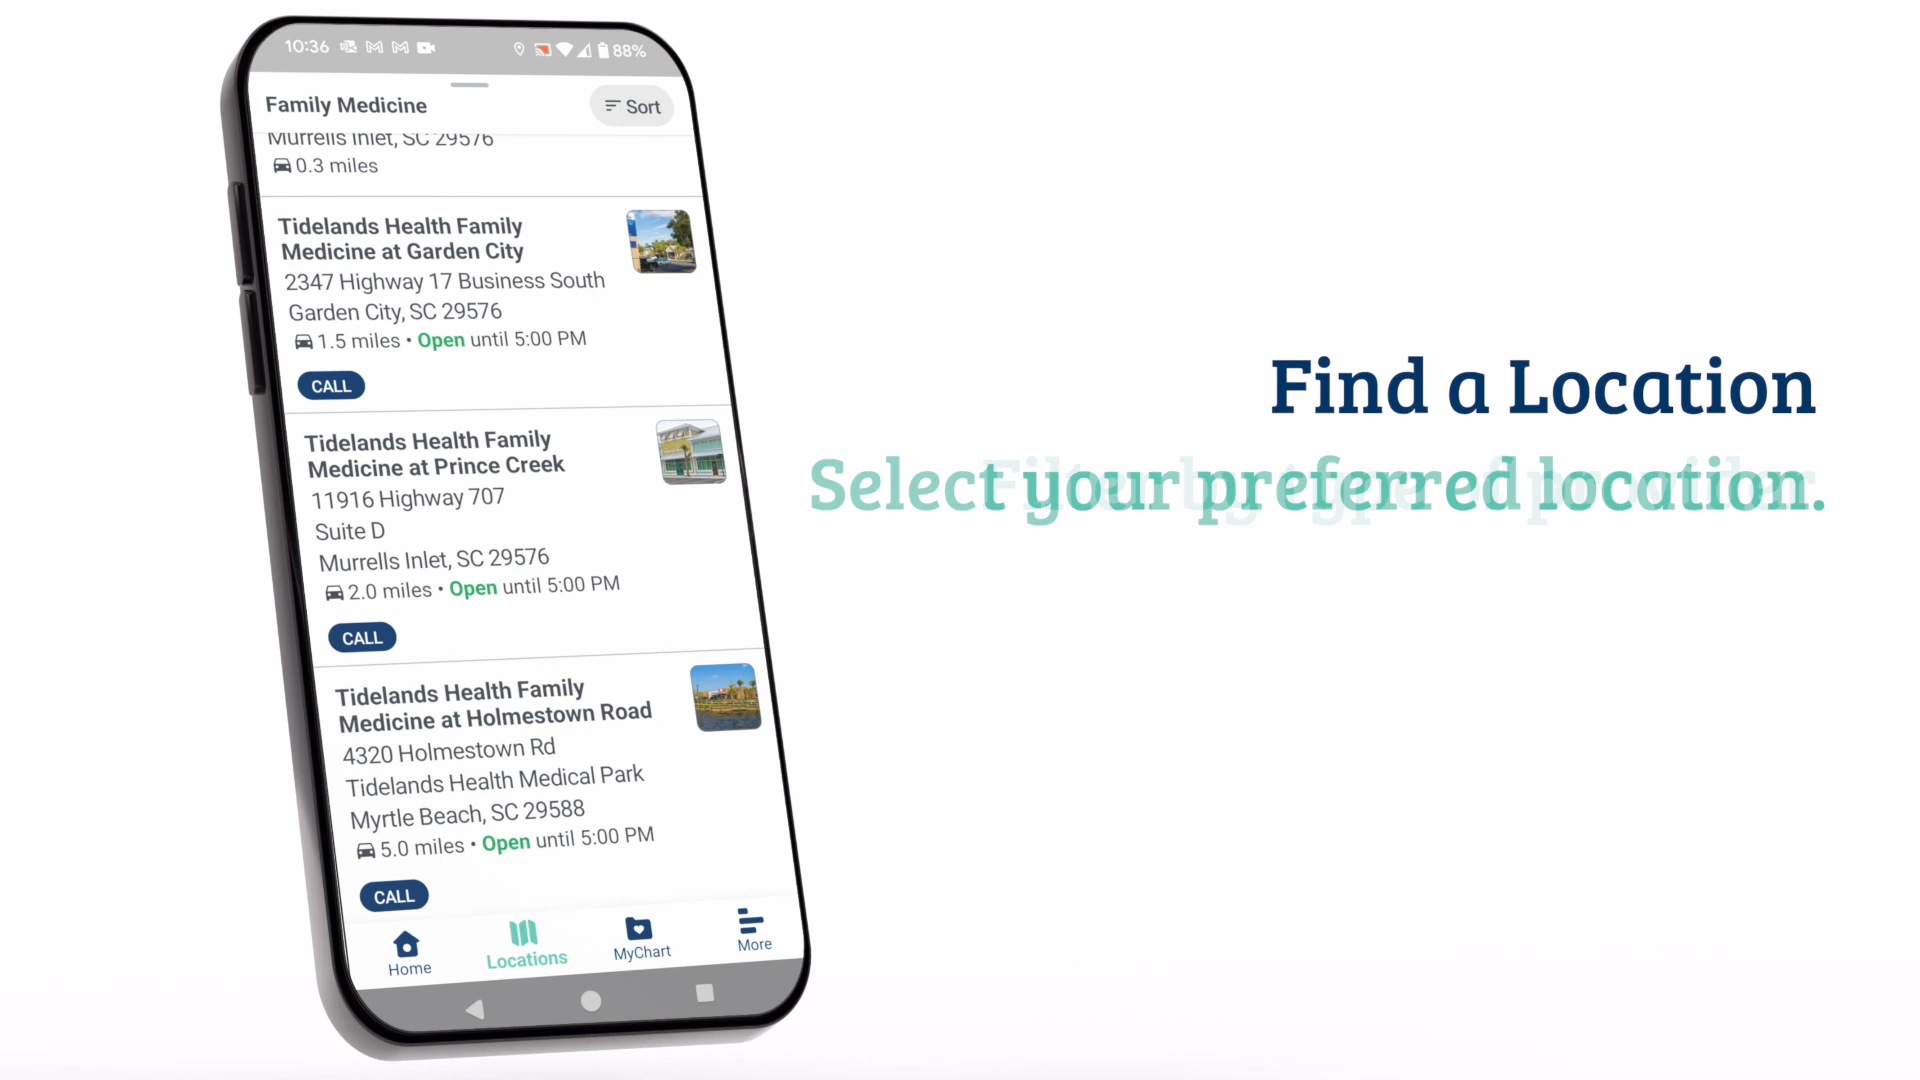 10:36
88%
Family Medicine
Sort
Murrells Inlet, SC 29576
0.3 miles
Tidelands Health Family
Medicine at Garden City
2347 Highway 17 Business South
Garden City, SC 29576
1.5 miles • Open until 5:00 PM
CALL
Tidelands Health Family
Medicine at Prince Creek
11916 Highway 707
Suite D
Murrells Inlet, SC 29576
2.0 miles • Open until 5:00 PM
CALL
Tidelands Health Family
Medicine at Holmestown Road
4320 Holmestown Rd
Tidelands Health Medical Park
Myrtle Beach, SC 29588
5.0 miles • Open until 5:00 PM
CALL
Home
Locations
MyChart
More
Find a Location
Select your preferred location.
Filter by type of provider